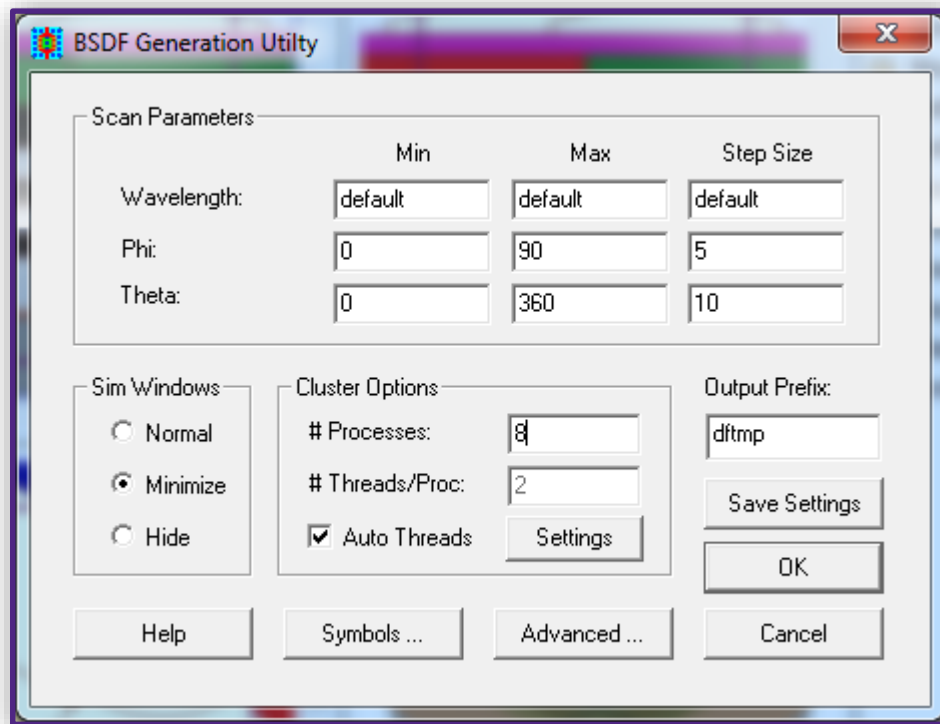 BSDF Generation Utilty
Scan Parameters
Min Max Step Size
Wavelength: default default default
Phi: 0 90 5
Theta: 0 360 10
Sim Windows
Normal
Minimize
Hide
Cluster Options
# Processes: 8
# Threads/Proc: 2
Auto Threads Settings
Output Prefix:
dftmp
Save Settings
OK
Help Symbols ... Advanced ... Cancel